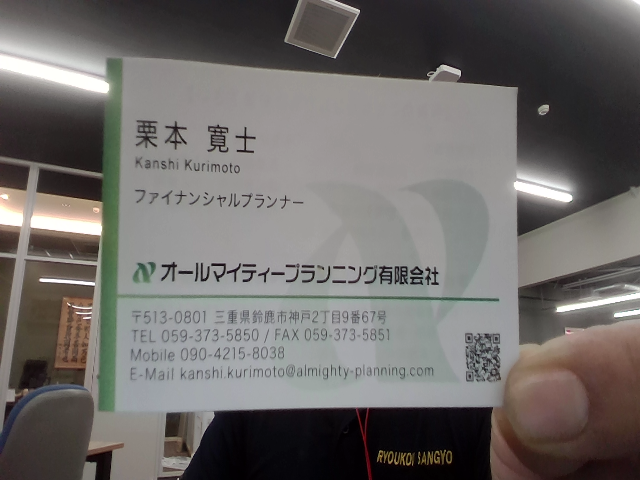 栗本 寛士
Kanshi Kurimoto
ファイナンシャルプランナー
オールマイティープランニング有限会社
〒513-0801 三重県鈴鹿市神戸2丁目9番67号
TEL 059-373-5850 / FAX 059-373-5851
Mobile 090-4215-8038
E-Mail kanshi.kurimoto@almighty-planning.com
SANGYO